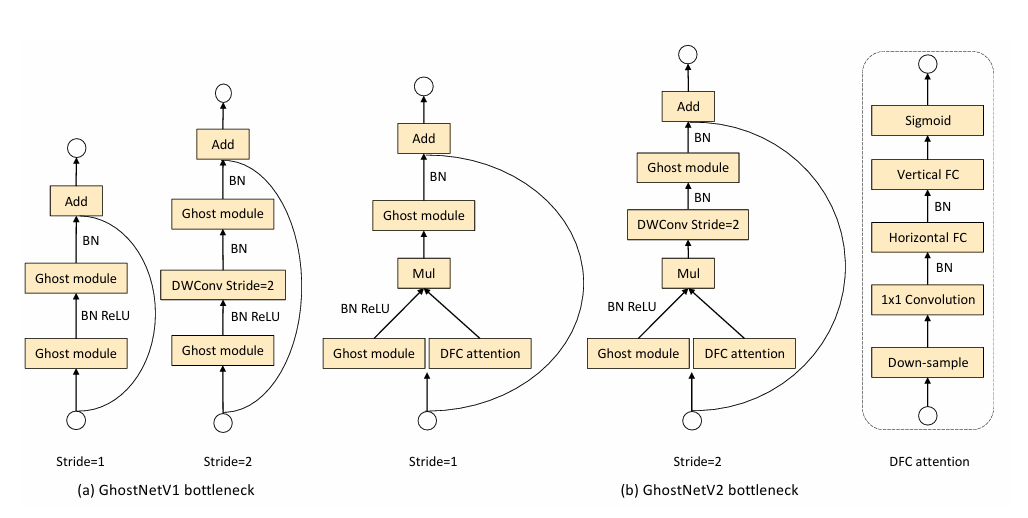 Add
BN
Ghost module
BN ReLU
Ghost module
Stride=1
Add
BN
Ghost module
BN
DWConv Stride=2
BN ReLU
Ghost module
Stride=2
(a) GhostNetV1 bottleneck
Add
BN
Ghost module
Mul
BN ReLU
Ghost module
DFC attention
Stride=1
Add
BN
Ghost module
BN
DWConv Stride=2
Mul
BN ReLU
Ghost module
DFC attention
Stride=2
(b) GhostNetV2 bottleneck
Sigmoid
Vertical FC
BN
Horizontal FC
BN
1x1 Convolution
Down-sample
DFC attention